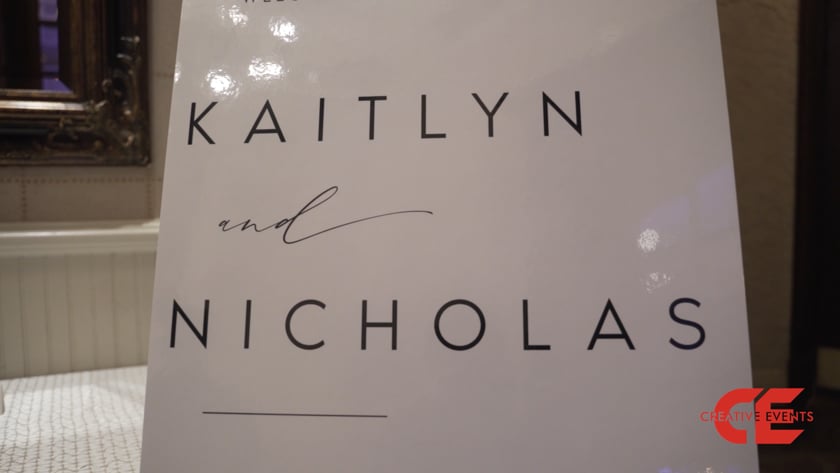 KAITLYN
and
NICHOLAS
CREATIVE EVENTS